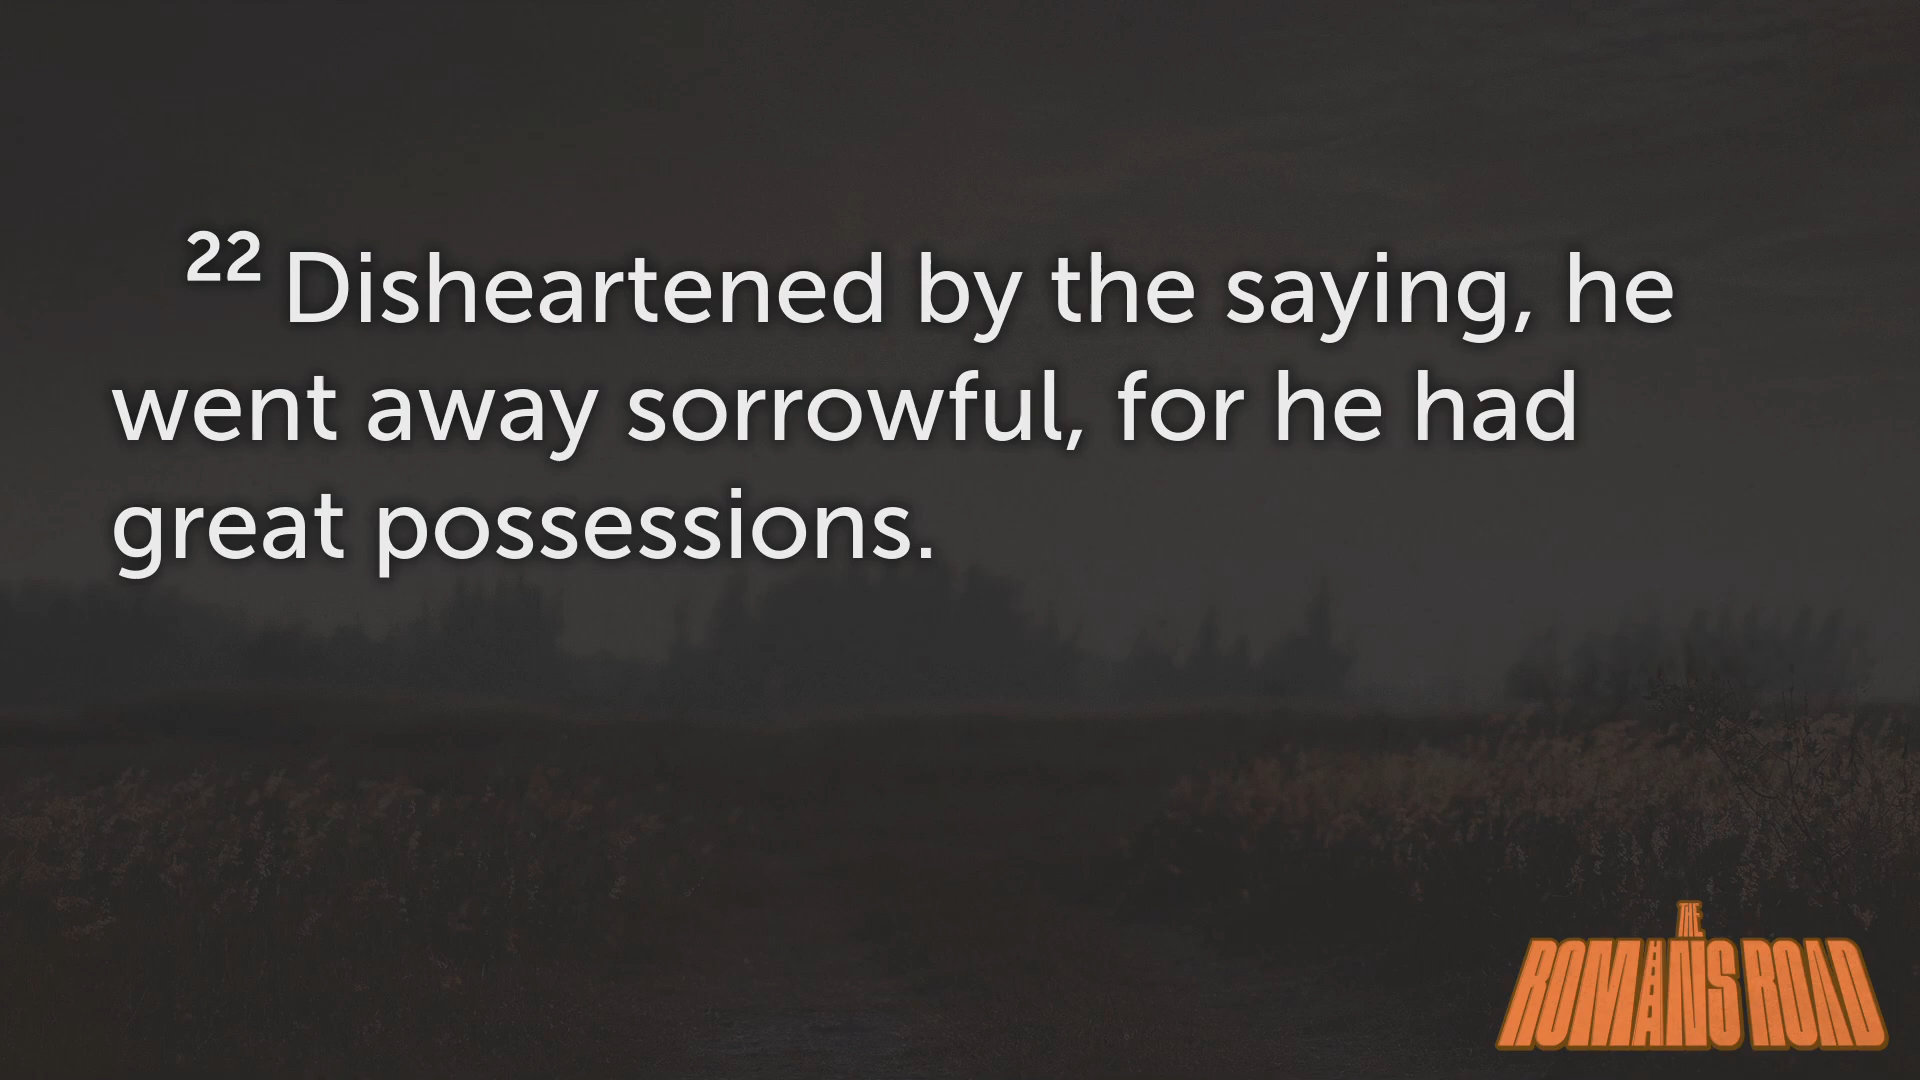 22 Disheartened by the saying, he
went away sorrowful, for he had
great possessions.
THE
ROMANS ROAD